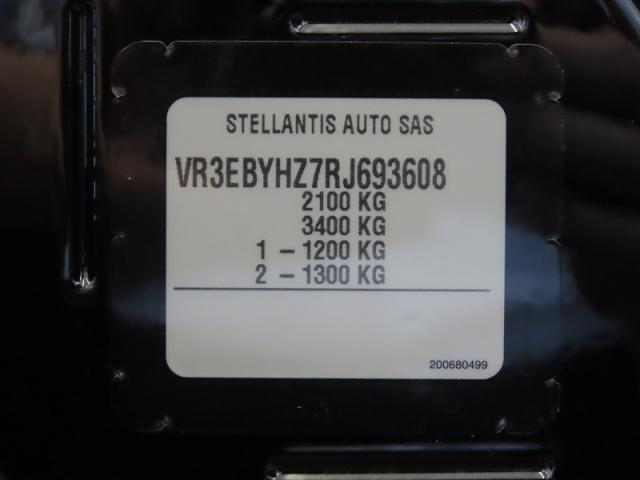 STELLANTIS AUTO SAS
VR3EBYHZ7RJ693608
2100 KG
3400 KG
1 - 1200 KG
2 - 1300 KG
200680499